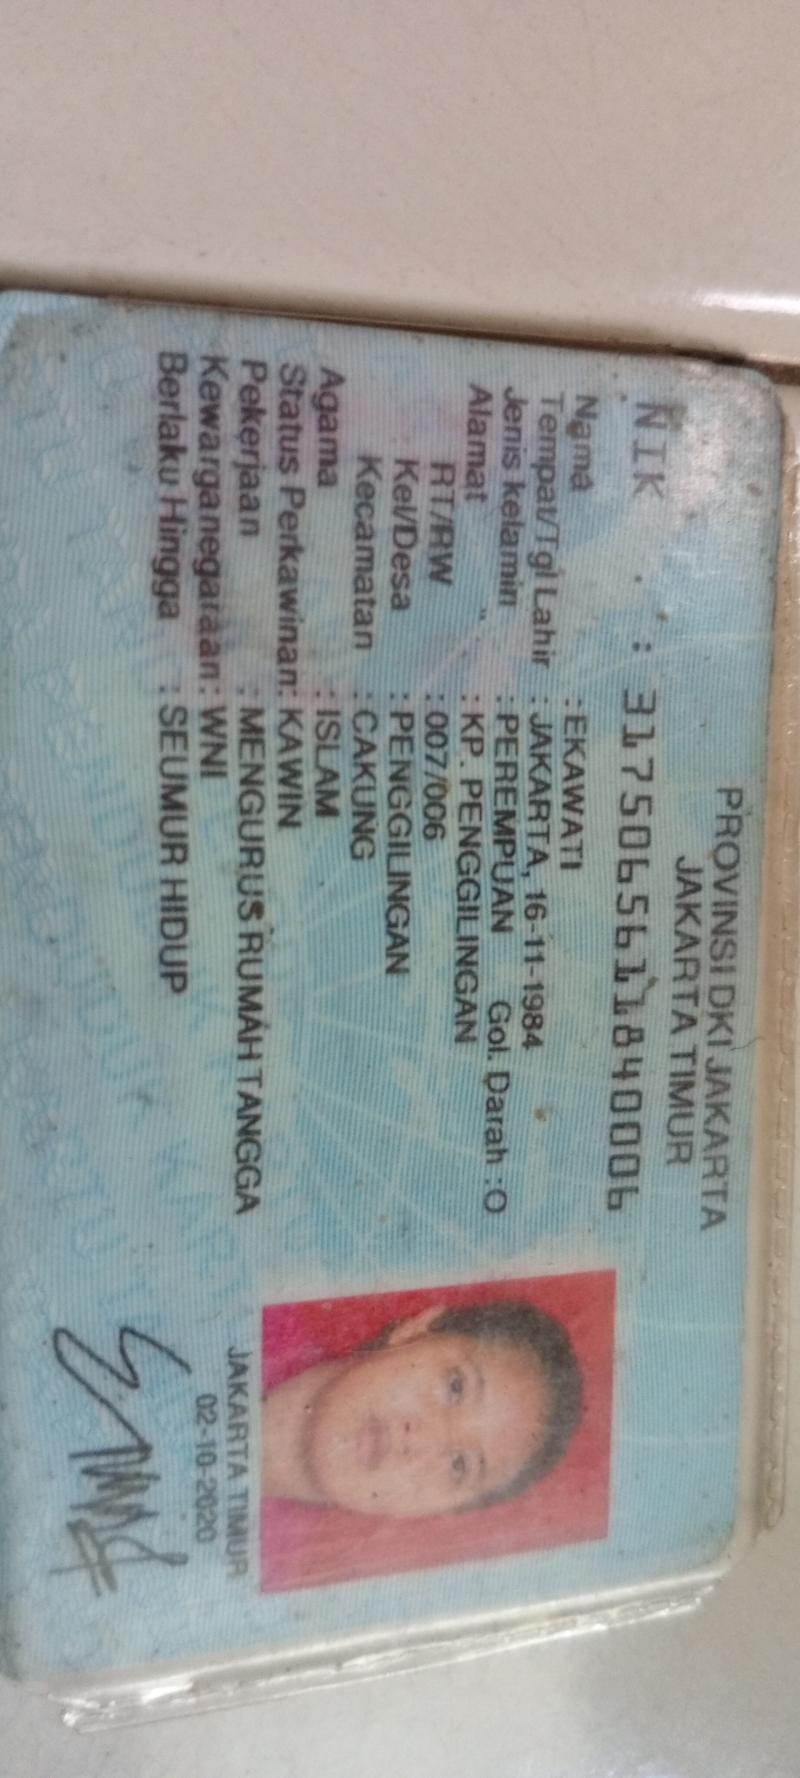 PROVINSI DKI JAKARTA
JAKARTA TIMUR
NIK : 3175065611840006
Nama : EKAWATI
Tempat/Tgl Lahir : JAKARTA, 16-11-1984
Jenis kelamin : PEREMPUAN Gol. Darah : O
Alamat : KP. PENGGILINGAN
RT/RW : 007/006
Kel/Desa : PENGGILINGAN
Kecamatan : CAKUNG
Agama : ISLAM
Status Perkawinan: KAWIN
Pekerjaan : MENGURUS RUMAH TANGGA
Kewarganegaraan: WNI
Berlaku Hingga : SEUMUR HIDUP
JAKARTA TIMUR
02-10-2020